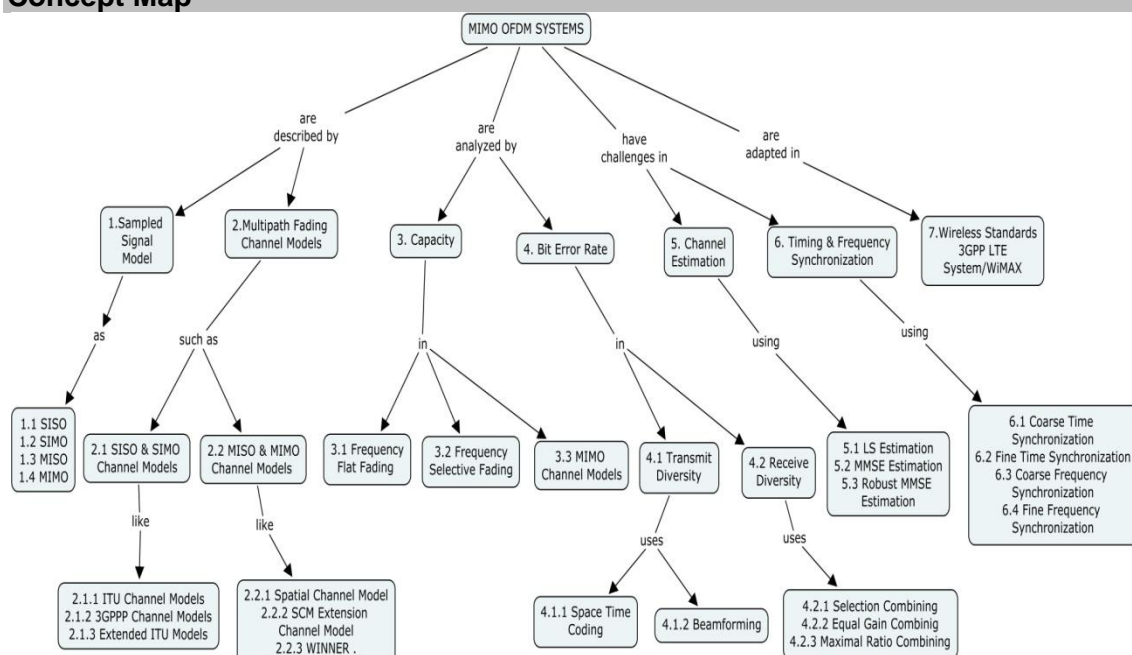 Concept Map
MIMO OFDM SYSTEMS
are
described by
are
analyzed by
have
challenges in
are
adapted in
1.Sampled
Signal
Model
2.Multipath Fading
Channel Models
3. Capacity
4. Bit Error Rate
5. Channel
Estimation
6. Timing & Frequency
Synchronization
7.Wireless Standards
3GPP LTE
System/WiMAX
as
such as
in
in
using
using
1.1 SISO
1.2 SIMO
1.3 MISO
1.4 MIMO
2.1 SISO & SIMO
Channel Models
2.2 MISO & MIMO
Channel Models
3.1 Frequency
Flat Fading
3.2 Frequency
Selective Fading
3.3 MIMO
Channel Models
4.1 Transmit
Diversity
4.2 Receive
Diversity
5.1 LS Estimation
5.2 MMSE Estimation
5.3 Robust MMSE
Estimation
6.1 Coarse Time
Synchronization
6.2 Fine Time Synchronization
6.3 Coarse Frequency
Synchronization
6.4 Fine Frequency
Synchronization
like
like
uses
uses
2.1.1 ITU Channel Models
2.1.2 3GPPP Channel Models
2.1.3 Extended ITU Models
2.2.1 Spatial Channel Model
2.2.2 SCM Extension
Channel Model
2.2.3 WINNER .
4.1.1 Space Time
Coding
4.1.2 Beamforming
4.2.1 Selection Combining
4.2.2 Equal Gain Combinig
4.2.3 Maximal Ratio Combining